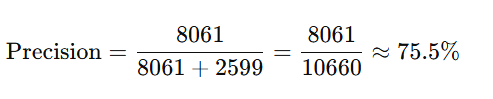 Precision = 8061 / (8061 + 2599) = 8061 / 10660 ≈ 75.5%